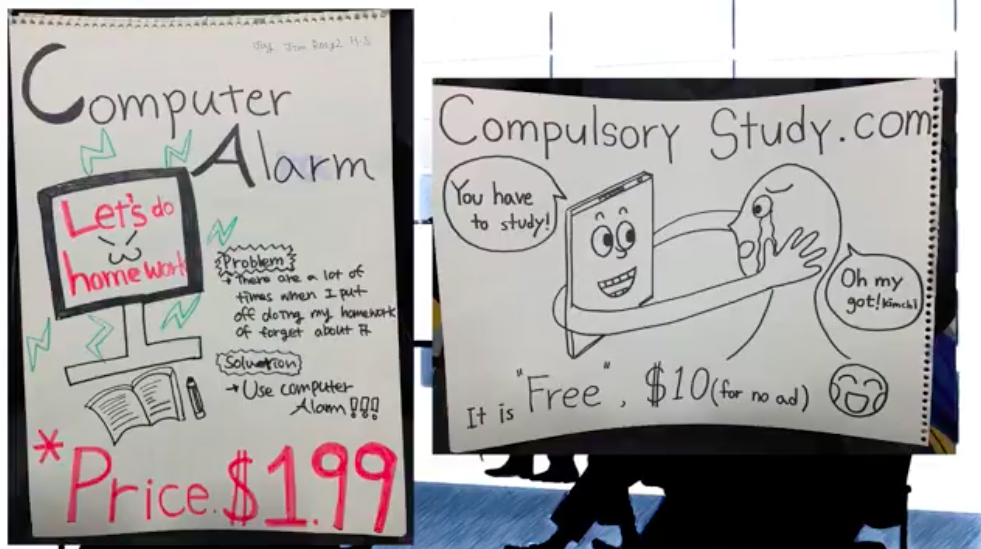 Computer
Alarm
Let's do
homework
Problem
→ There are a lot of
times when I put
off doing my homework
of forget about it
Solution
→ Use computer
Alarm!!!
*Price.$1.99
Compulsory Study.com
You have
to study!
Oh my
got! kimchi
It is "Free", $10 (for no ad)